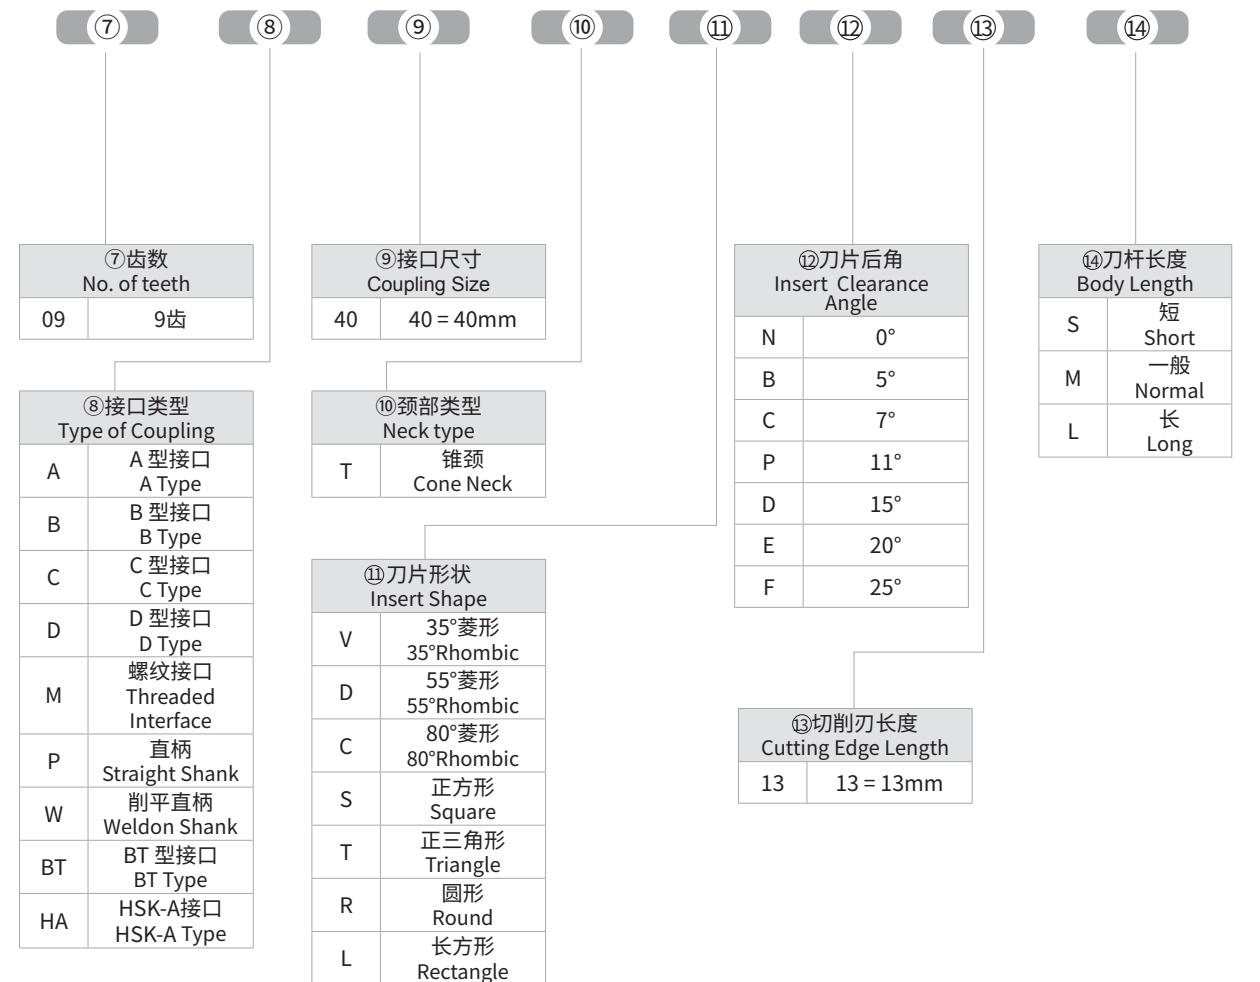 ⑦ ⑧ ⑨ ⑩ ⑪ ⑫ ⑬ ⑭
⑦齿数
No. of teeth
09 9齿
⑧接口类型
Type of Coupling
A A 型接口
A Type
B B 型接口
B Type
C C 型接口
C Type
D D 型接口
D Type
M 螺纹接口
Threaded
Interface
P 直柄
Straight Shank
W 削平直柄
Weldon Shank
BT BT 型接口
BT Type
HA HSK-A接口
HSK-A Type
⑨接口尺寸
Coupling Size
40 40 = 40mm
⑩颈部类型
Neck type
T 锥颈
Cone Neck
⑪刀片形状
Insert Shape
V 35°菱形
35°Rhombic
D 55°菱形
55°Rhombic
C 80°菱形
80°Rhombic
S 正方形
Square
T 正三角形
Triangle
R 圆形
Round
L 长方形
Rectangle
⑫刀片后角
Insert Clearance
Angle
N 0°
B 5°
C 7°
P 11°
D 15°
E 20°
F 25°
⑬切削刃长度
Cutting Edge Length
13 13 = 13mm
⑭刀杆长度
Body Length
S 短
Short
M 一般
Normal
L 长
Long